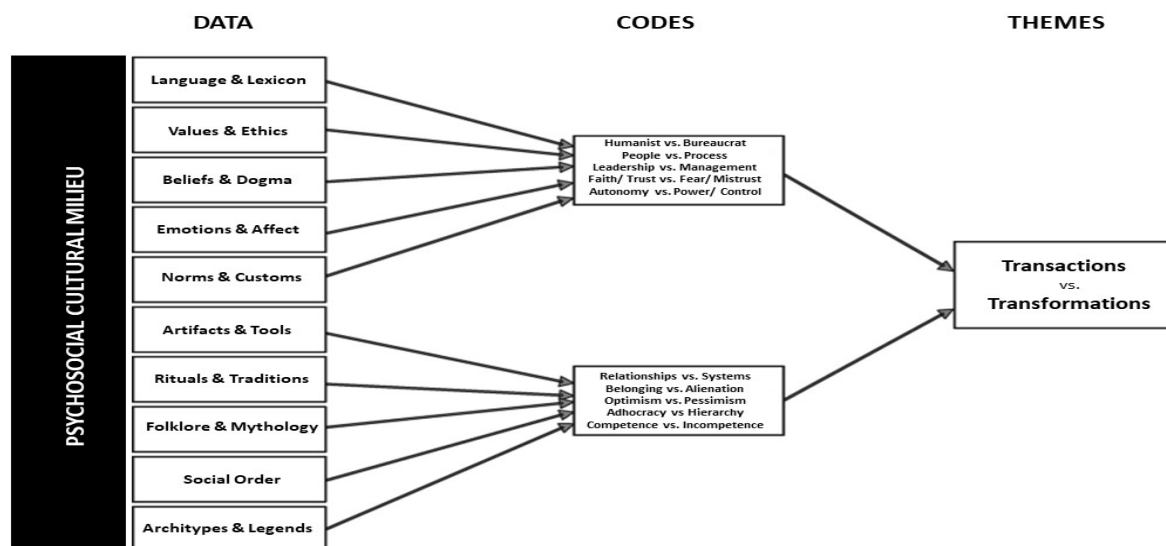 DATA
CODES
THEMES
PSYCHOSOCIAL CULTURAL MILIEU
Language & Lexicon
Values & Ethics
Beliefs & Dogma
Emotions & Affect
Norms & Customs
Artifacts & Tools
Rituals & Traditions
Folklore & Mythology
Social Order
Architypes & Legends
Humanist vs. Bureaucrat
People vs. Process
Leadership vs. Management
Faith/ Trust vs. Fear/ Mistrust
Autonomy vs. Power/ Control
Relationships vs. Systems
Belonging vs. Alienation
Optimism vs. Pessimism
Adhocracy vs Hierarchy
Competence vs. Incompetence
Transactions
vs.
Transformations